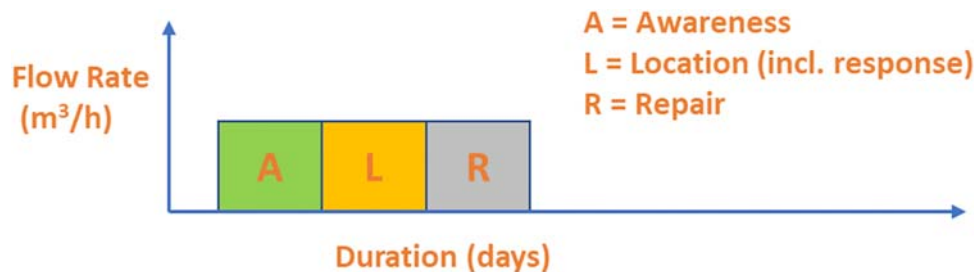 A = Awareness
L = Location (incl. response)
R = Repair
Flow Rate
(m³/h)
A
L
R
Duration (days)